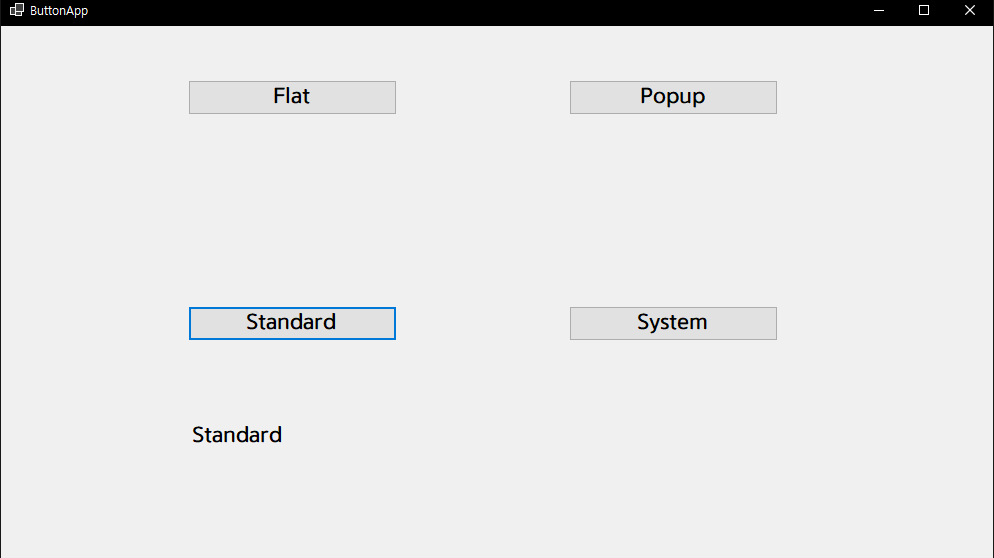 ButtonApp
Flat
Popup
Standard
System
Standard